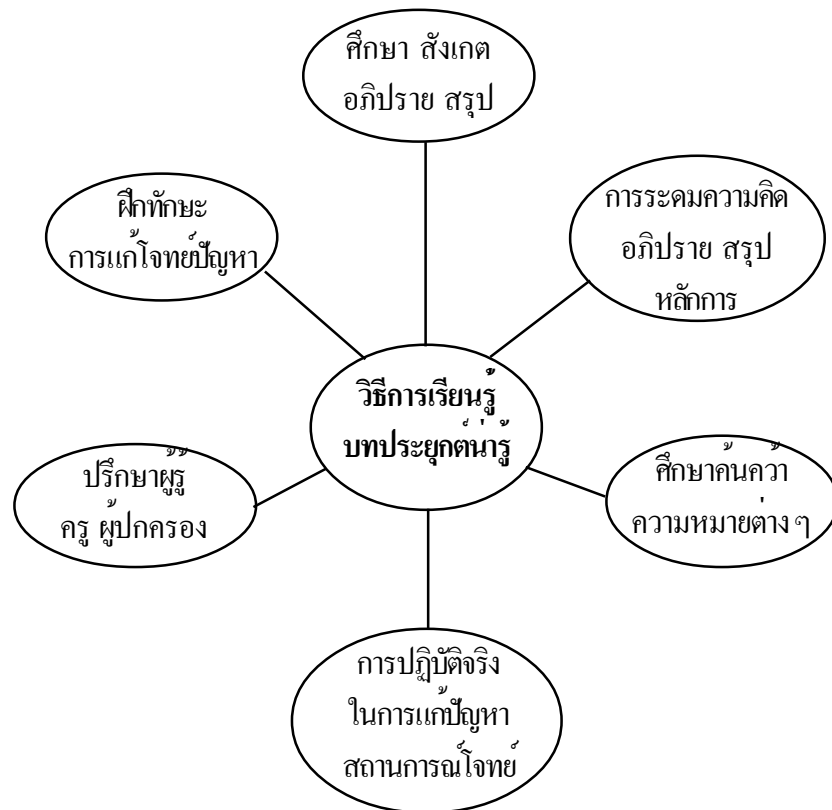 ศึกษา สังเกต
อภิปราย สรุป
ฝึกทักษะ
การแก้โจทย์ปัญหา
การระดมความคิด
อภิปราย สรุป
หลักการ
วิธีการเรียนรู้
บทประยุกต์น่ารู้
ปรึกษาผู้รู้
ครู ผู้ปกครอง
ศึกษาค้นคว้า
ความหมายต่างๆ
การปฏิบัติจริง
ในการแก้ปัญหา
สถานการณ์โจทย์